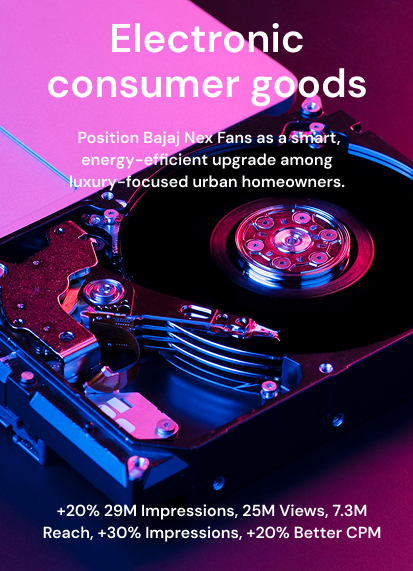 Electronic
consumer goods
Position Bajaj Nex Fans as a smart,
energy-efficient upgrade among
luxury-focused urban homeowners.
+20% 29M Impressions, 25M Views, 7.3M
Reach, +30% Impressions, +20% Better CPM